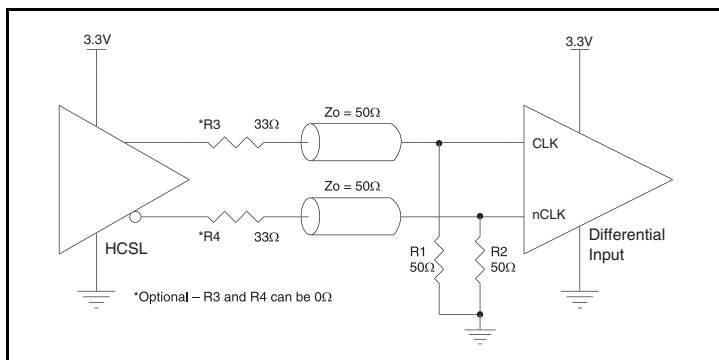 3.3V
3.3V
*R3
33Ω
Zo = 50Ω
CLK
Zo = 50Ω
nCLK
HCSL
*R4
33Ω
R1
50Ω
R2
50Ω
Differential
Input
*Optional – R3 and R4 can be 0Ω